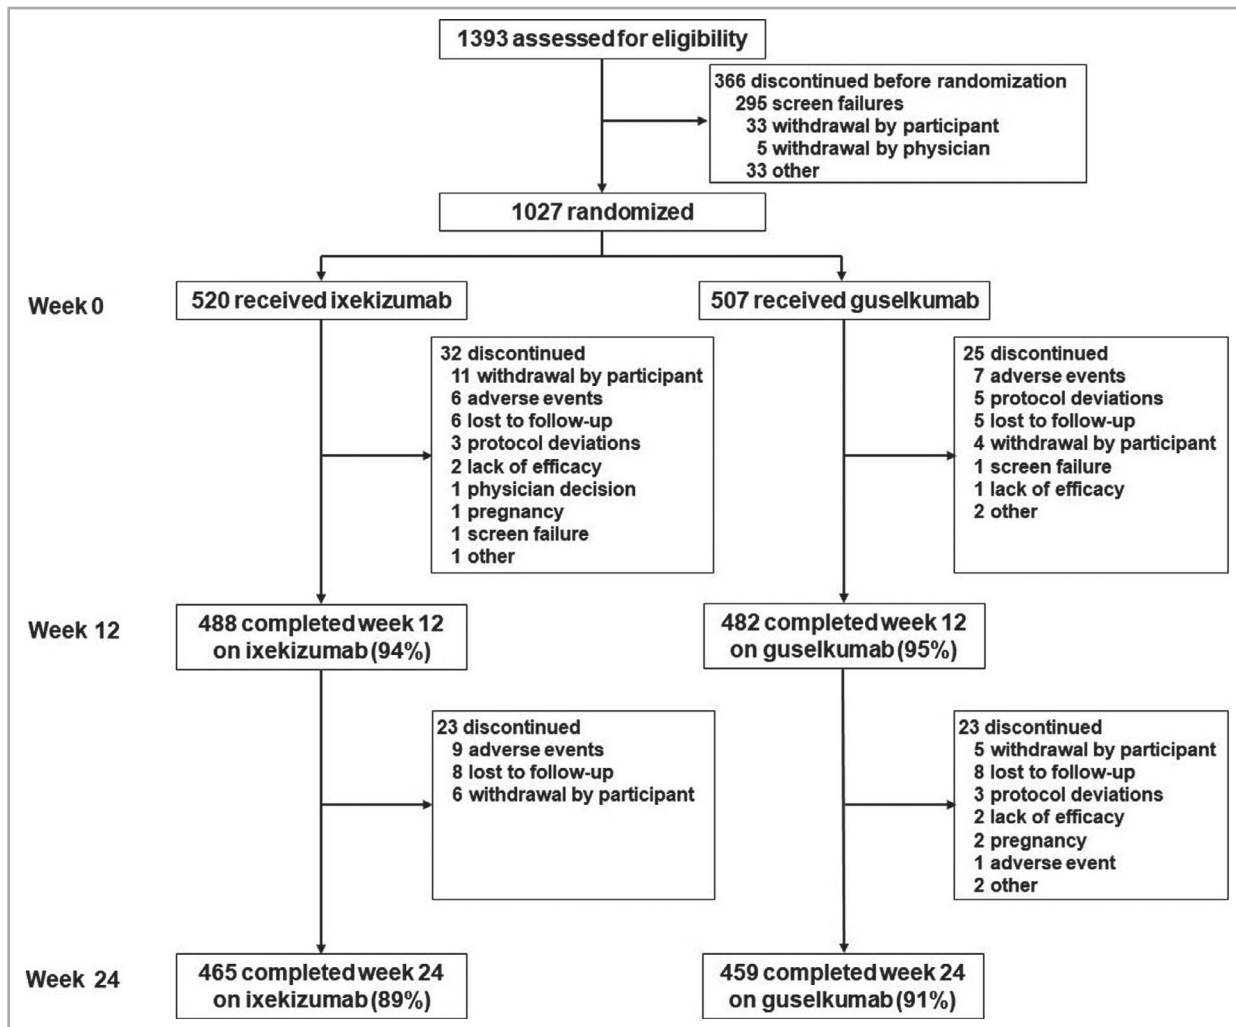 1393 assessed for eligibility
366 discontinued before randomization
295 screen failures
33 withdrawal by participant
5 withdrawal by physician
33 other
1027 randomized
Week 0
520 received ixekizumab
507 received guselkumab
32 discontinued
11 withdrawal by participant
6 adverse events
6 lost to follow-up
3 protocol deviations
2 lack of efficacy
1 physician decision
1 pregnancy
1 screen failure
1 other
25 discontinued
7 adverse events
5 protocol deviations
5 lost to follow-up
4 withdrawal by participant
1 screen failure
1 lack of efficacy
2 other
Week 12
488 completed week 12
on ixekizumab (94%)
482 completed week 12
on guselkumab (95%)
23 discontinued
9 adverse events
8 lost to follow-up
6 withdrawal by participant
23 discontinued
5 withdrawal by participant
8 lost to follow-up
3 protocol deviations
2 lack of efficacy
2 pregnancy
1 adverse event
2 other
Week 24
465 completed week 24
on ixekizumab (89%)
459 completed week 24
on guselkumab (91%)